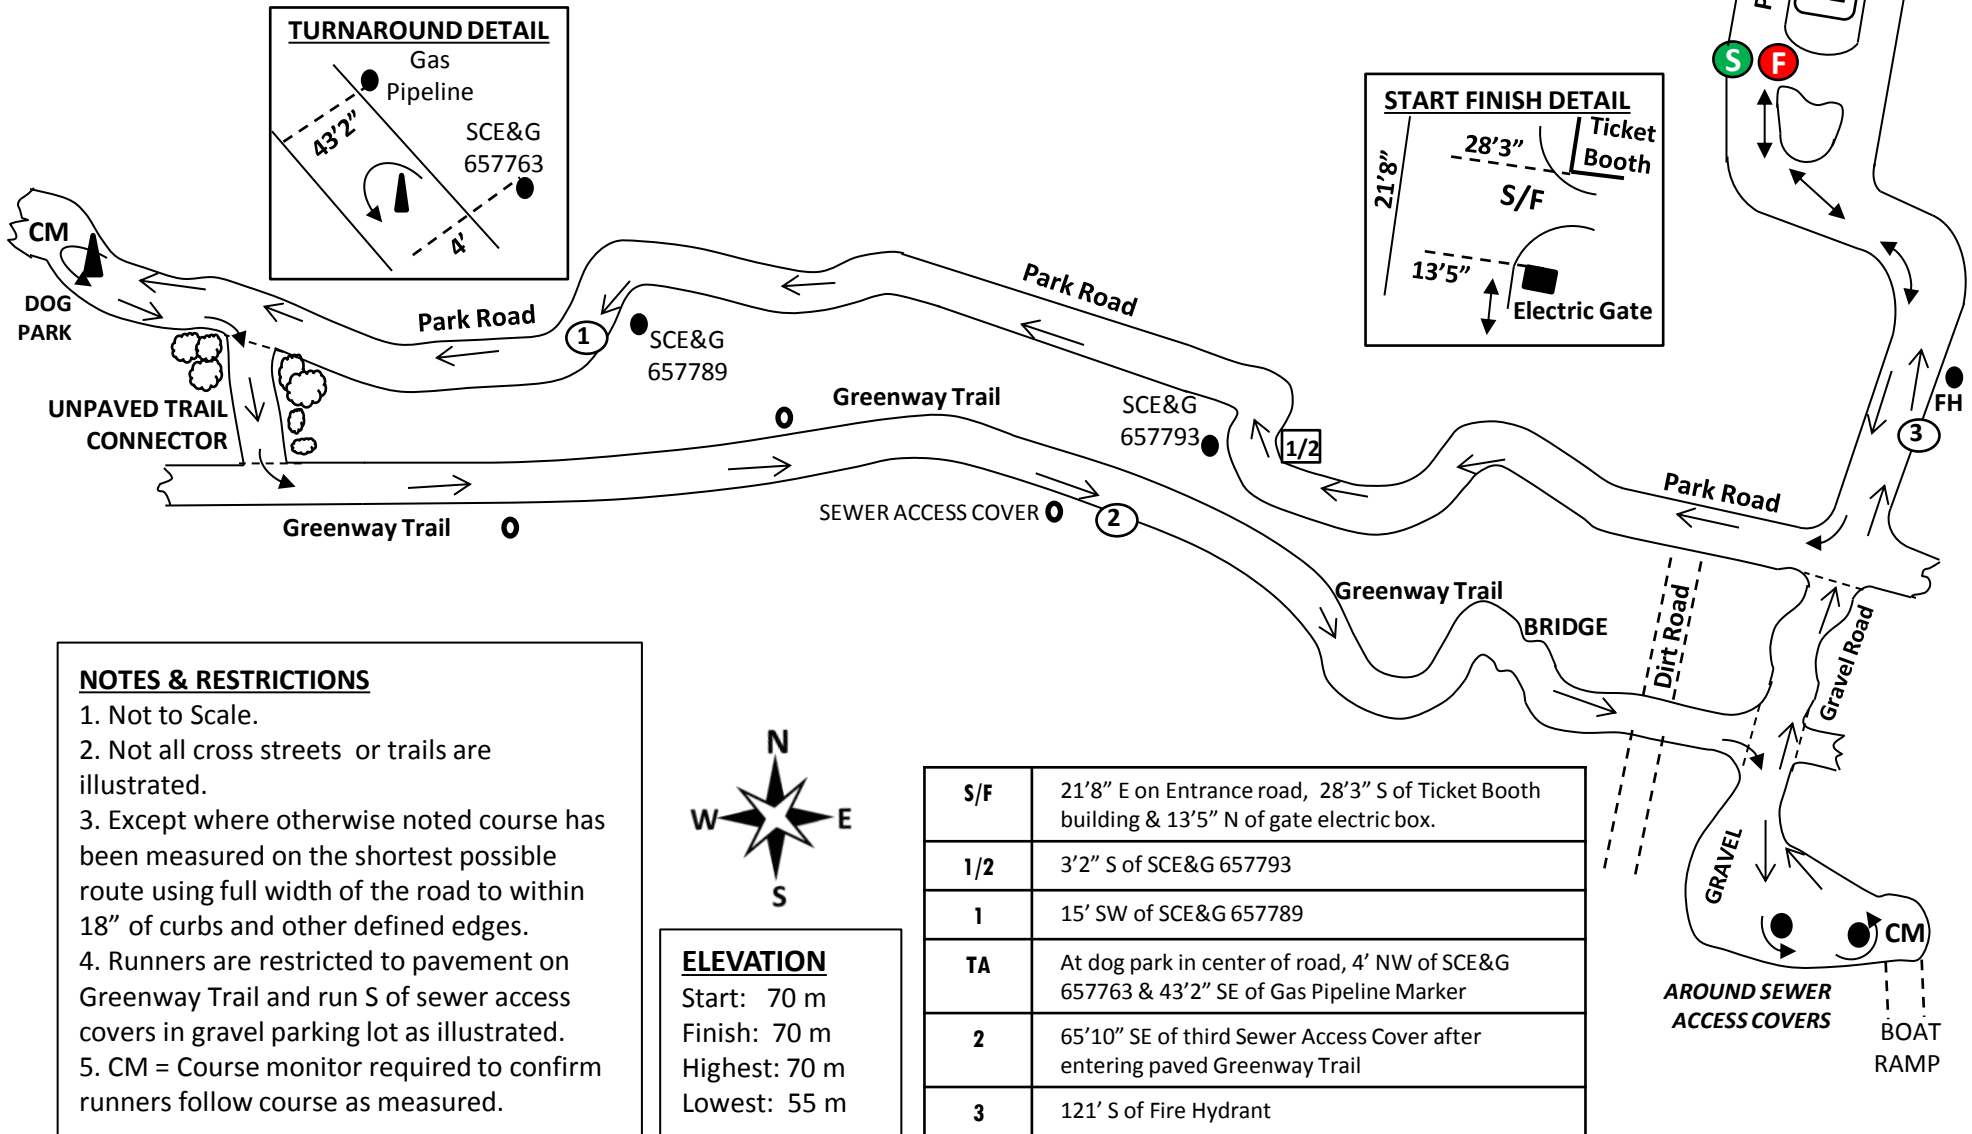 TURNAROUND DETAIL
Gas
Pipeline
43’2”
SCE&G
657763
4’
S
F
START FINISH DETAIL
Ticket
Booth
28’3”
21’8”
S/F
13’5”
Electric Gate
CM
DOG
PARK
Park Road
1
SCE&G
657789
Park Road
UNPAVED TRAIL
CONNECTOR
Greenway Trail
SCE&G
657793
1/2
FH
3
Park Road
Greenway Trail
SEWER ACCESS COVER
2
Greenway Trail
BRIDGE
Dirt Road
Gravel Road
GRAVEL
CM
AROUND SEWER
ACCESS COVERS
BOAT
RAMP
NOTES & RESTRICTIONS
1. Not to Scale.
2. Not all cross streets or trails are
illustrated.
3. Except where otherwise noted course has
been measured on the shortest possible
route using full width of the road to within
18” of curbs and other defined edges.
4. Runners are restricted to pavement on
Greenway Trail and run S of sewer access
covers in gravel parking lot as illustrated.
5. CM = Course monitor required to confirm
runners follow course as measured.
N
W E
S
ELEVATION
Start: 70 m
Finish: 70 m
Highest: 70 m
Lowest: 55 m
S/F 21’8” E on Entrance road, 28’3” S of Ticket Booth
building & 13’5” N of gate electric box.
1/2 3’2” S of SCE&G 657793
1 15’ SW of SCE&G 657789
TA At dog park in center of road, 4’ NW of SCE&G
657763 & 43’2” SE of Gas Pipeline Marker
2 65’10” SE of third Sewer Access Cover after
entering paved Greenway Trail
3 121’ S of Fire Hydrant